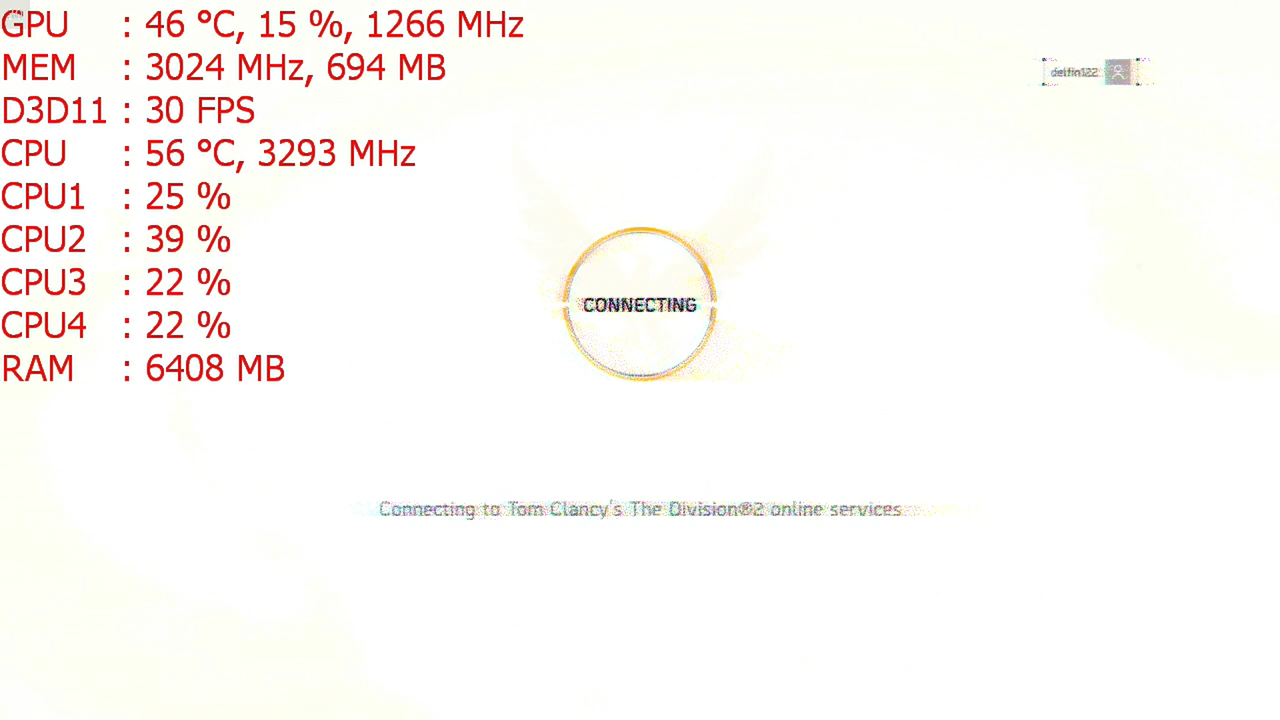 GPU : 46 °C, 15 %, 1266 MHz
MEM : 3024 MHz, 694 MB
D3D11 : 30 FPS
CPU : 56 °C, 3293 MHz
CPU1 : 25 %
CPU2 : 39 %
CPU3 : 22 %
CPU4 : 22 %
RAM : 6408 MB
delfin122
CONNECTING
Connecting to Tom Clancy's The Division®2 online services